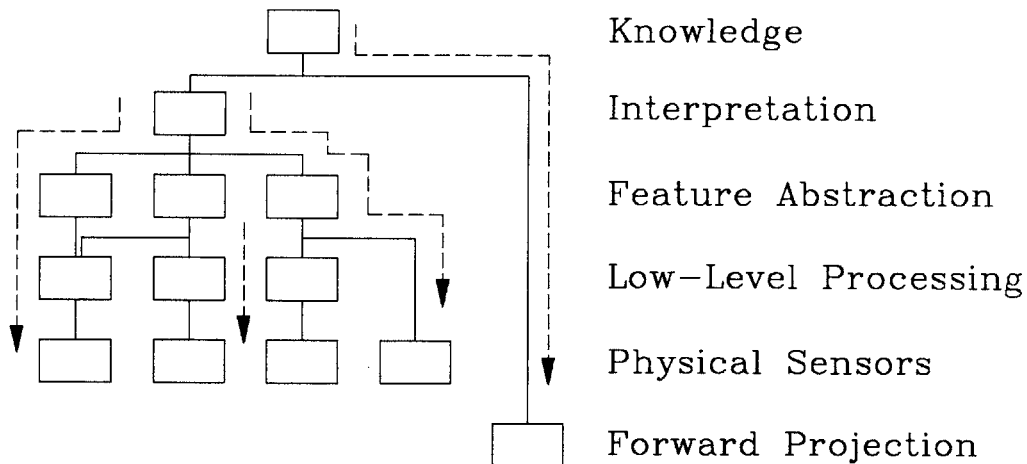 Knowledge
Interpretation
Feature Abstraction
Low-Level Processing
Physical Sensors
Forward Projection